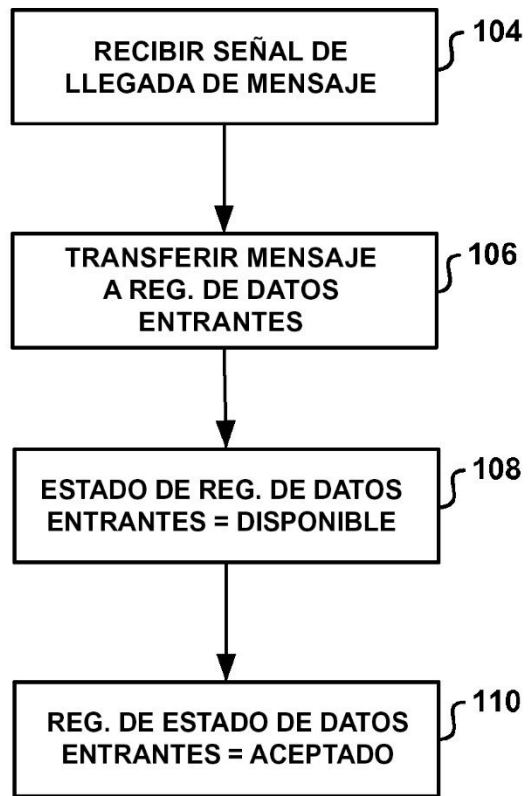 RECIBIR SEÑAL DE
LLEGADA DE MENSAJE
104
TRANSFERIR MENSAJE
A REG. DE DATOS
ENTRANTES
106
ESTADO DE REG. DE DATOS
ENTRANTES = DISPONIBLE
108
REG. DE ESTADO DE DATOS
ENTRANTES = ACEPTADO
110